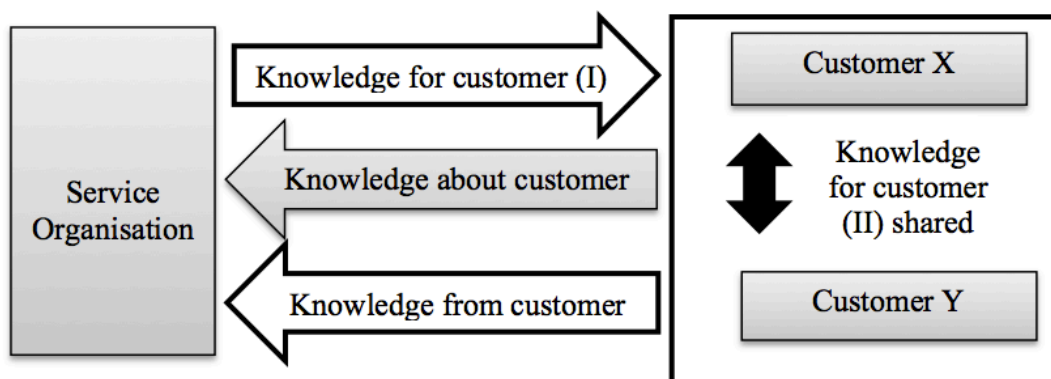 Service
Organisation
Knowledge for customer (I)
Knowledge about customer
Knowledge from customer
Customer X
Knowledge
for customer
(II) shared
Customer Y